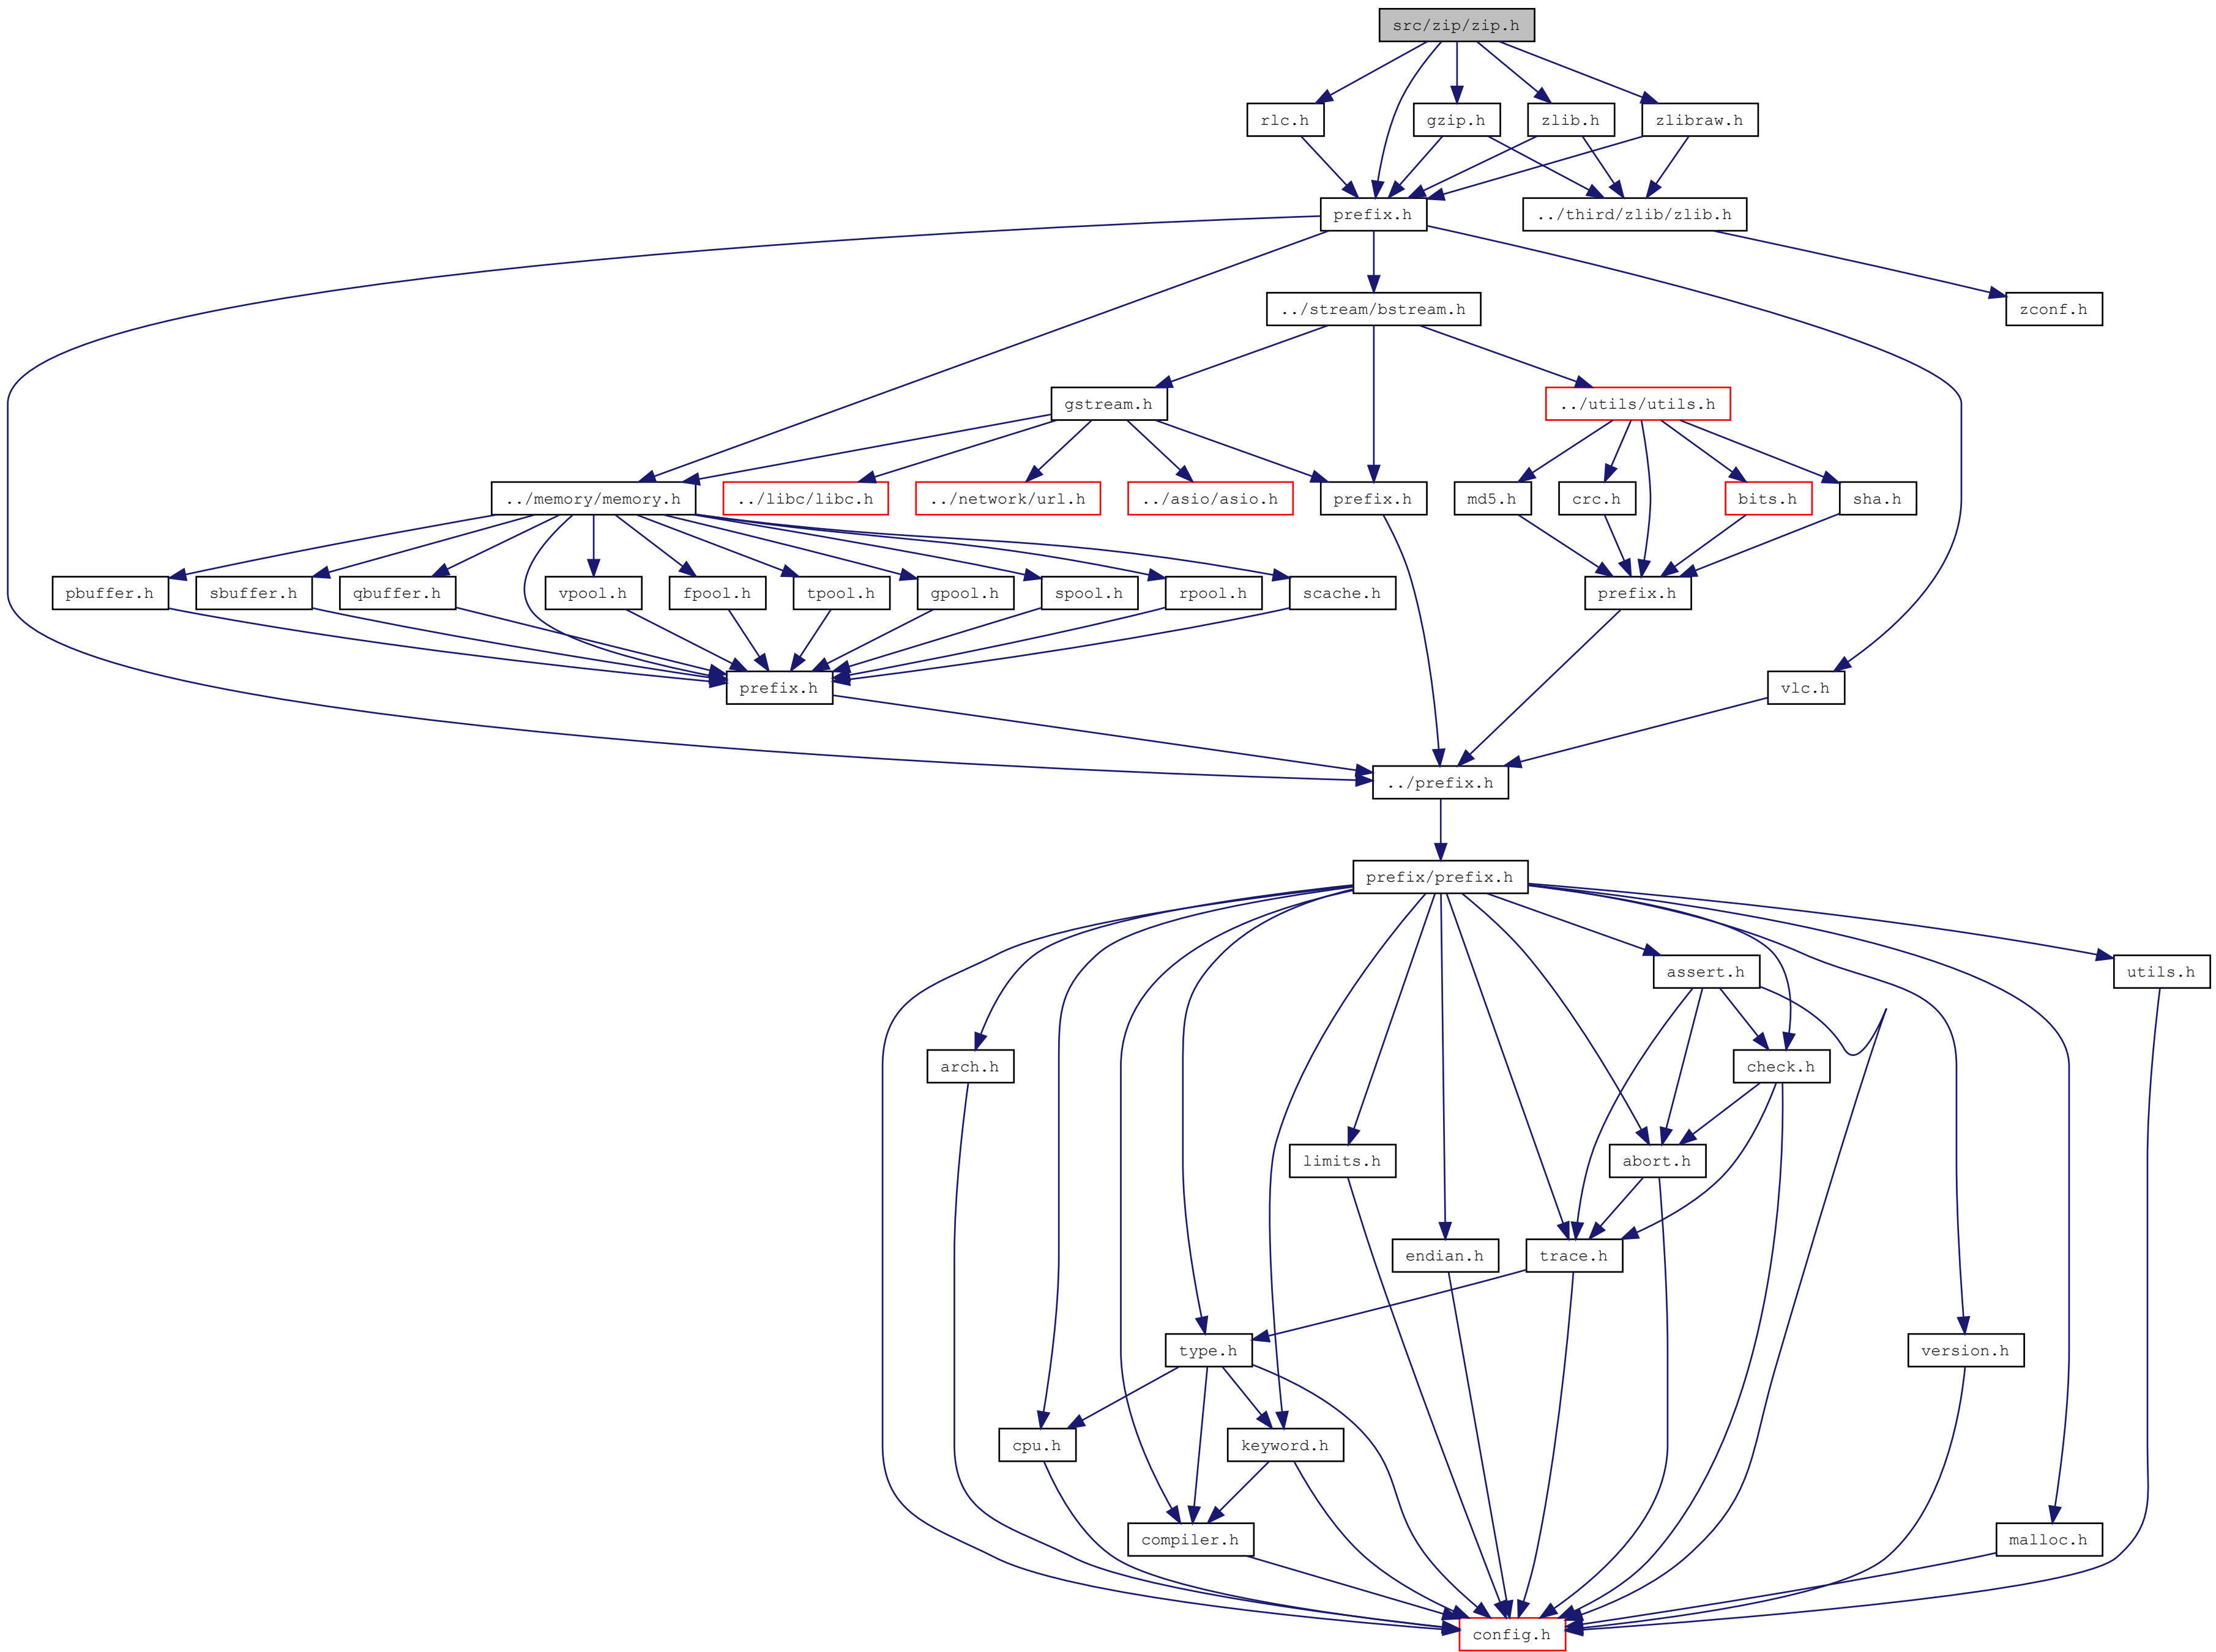 src/zip/zip.h
rlc.h
gzip.h
zlib.h
zlibraw.h
prefix.h
../third/zlib/zlib.h
../stream/bstream.h
zconf.h
gstream.h
../utils/utils.h
../memory/memory.h
../libc/libc.h
../network/url.h
../asio/asio.h
prefix.h
md5.h
crc.h
bits.h
sha.h
pbuffer.h
sbuffer.h
qbuffer.h
vpool.h
fpool.h
tpool.h
gpool.h
spool.h
rpool.h
scache.h
prefix.h
prefix.h
vlc.h
../prefix.h
prefix/prefix.h
assert.h
utils.h
arch.h
check.h
limits.h
abort.h
endian.h
trace.h
type.h
version.h
cpu.h
keyword.h
compiler.h
malloc.h
config.h